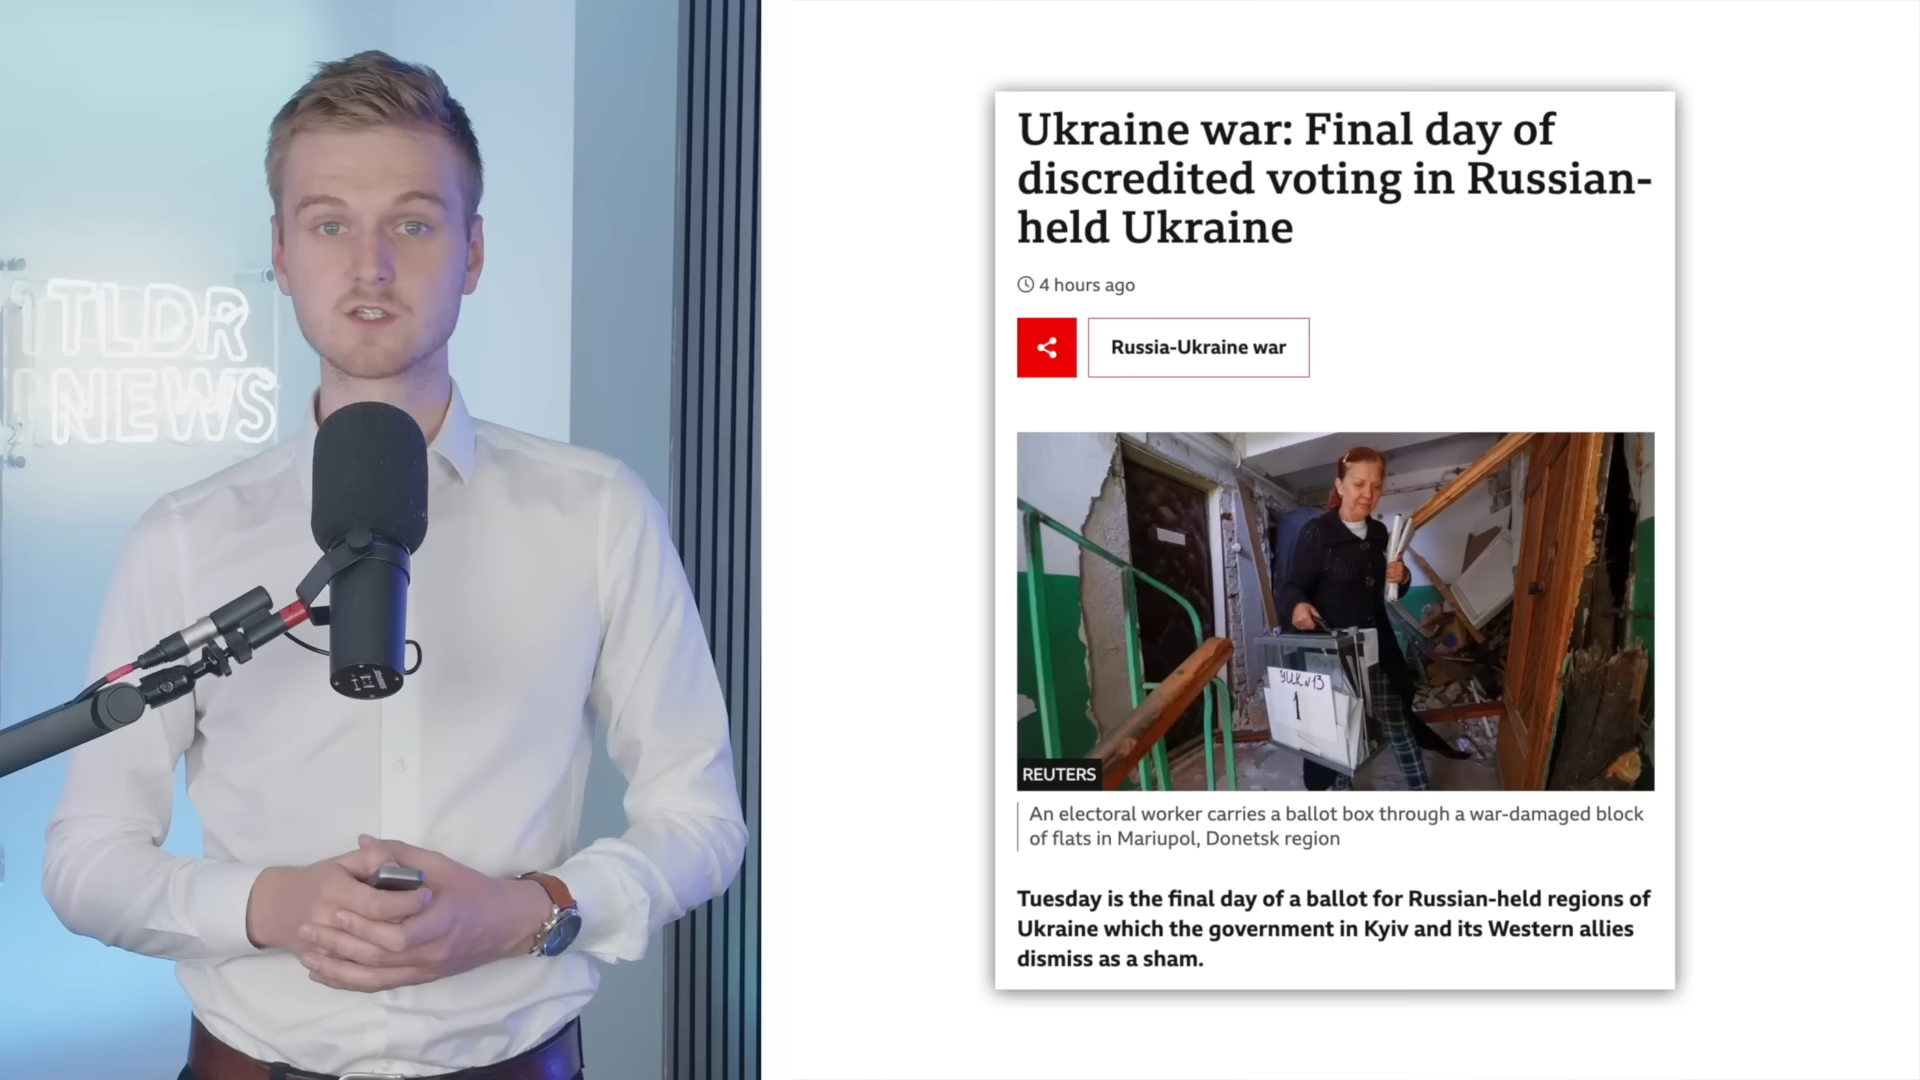 TLDR
NEWS
Ukraine war: Final day of
discredited voting in Russian-
held Ukraine
4 hours ago
Russia-Ukraine war
УИК №13
1
REUTERS
An electoral worker carries a ballot box through a war-damaged block
of flats in Mariupol, Donetsk region
Tuesday is the final day of a ballot for Russian-held regions of
Ukraine which the government in Kyiv and its Western allies
dismiss as a sham.